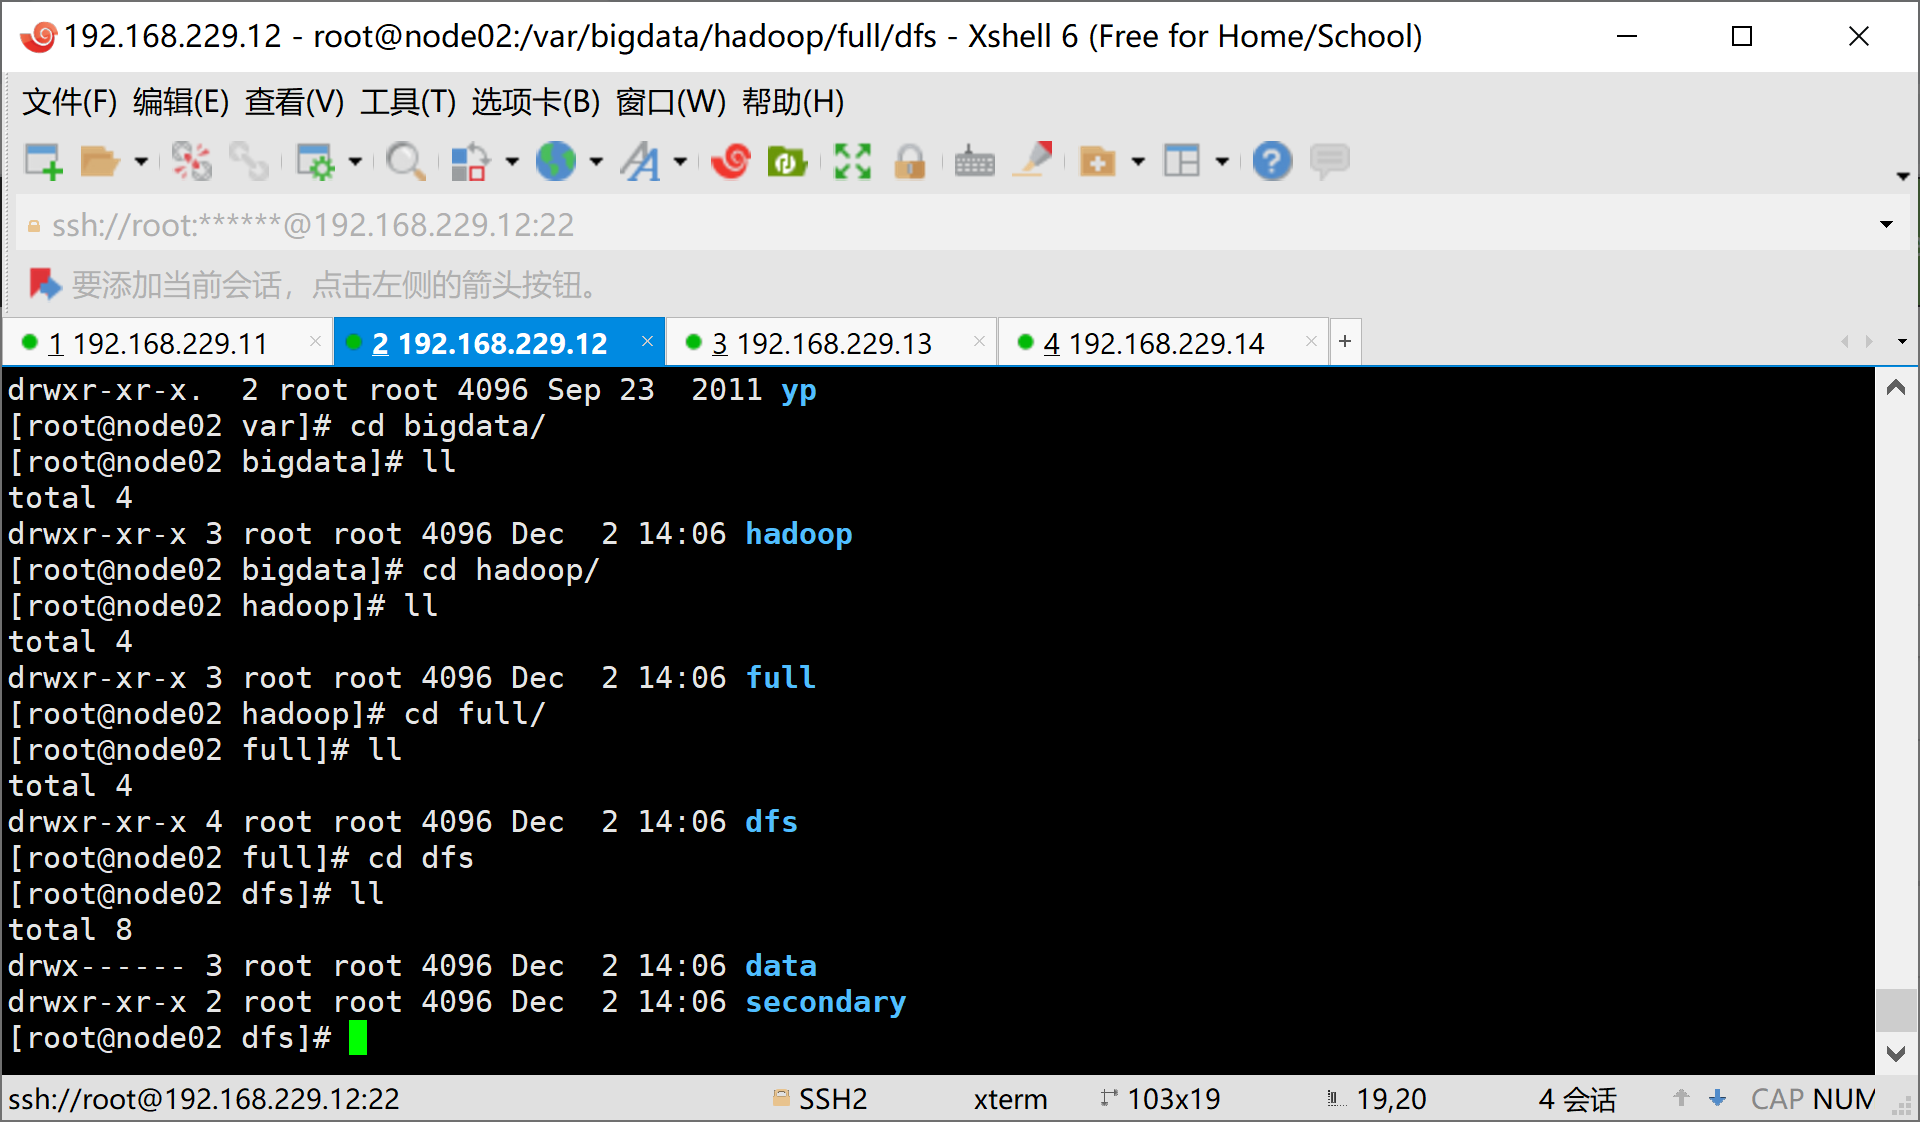 192.168.229.12 - root@node02:/var/bigdata/hadoop/full/dfs - Xshell 6 (Free for Home/School)
文件(F) 编辑(E) 查看(V) 工具(T) 选项卡(B) 窗口(W) 帮助(H)
ssh://root:******@192.168.229.12:22
要添加当前会话，点击左侧的箭头按钮。
1 192.168.229.11 × 2 192.168.229.12 × 3 192.168.229.13 × 4 192.168.229.14 × +
drwxr-xr-x.  2 root root 4096 Sep 23  2011 yp
[root@node02 var]# cd bigdata/
[root@node02 bigdata]# ll
total 4
drwxr-xr-x 3 root root 4096 Dec  2 14:06 hadoop
[root@node02 bigdata]# cd hadoop/
[root@node02 hadoop]# ll
total 4
drwxr-xr-x 3 root root 4096 Dec  2 14:06 full
[root@node02 hadoop]# cd full/
[root@node02 full]# ll
total 4
drwxr-xr-x 4 root root 4096 Dec  2 14:06 dfs
[root@node02 full]# cd dfs
[root@node02 dfs]# ll
total 8
drwx------ 3 root root 4096 Dec  2 14:06 data
drwxr-xr-x 2 root root 4096 Dec  2 14:06 secondary
[root@node02 dfs]#
ssh://root@192.168.229.12:22 SSH2 xterm 103x19 19,20 4 会话 CAP NUM